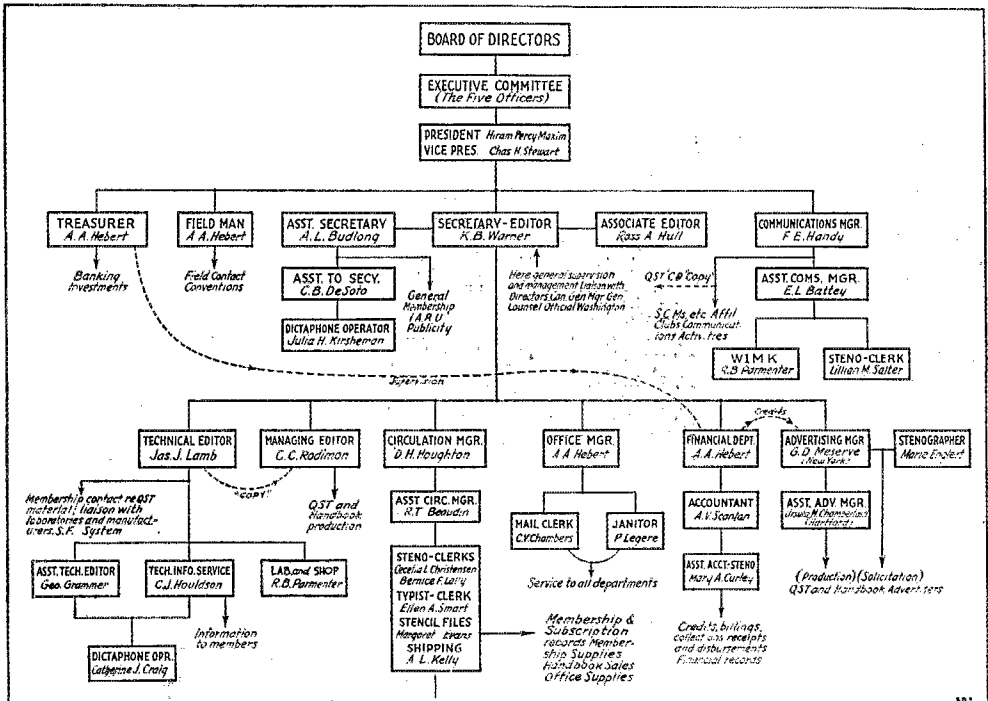 BOARD OF DIRECTORS
EXECUTIVE COMMITTEE
(The Five Officers)
PRESIDENT Hiram Percy Maxim
VICE PRES. Chas H. Stewart
TREASURER
A. A. Hebert
FIELD MAN
A A. Hebert
ASST. SECRETARY
A. L. Budlong
SECRETARY-EDITOR
K.B. Warner
ASSOCIATE EDITOR
Ross A Hull
COMMUNICATIONS MGR.
F. E. Handy
Banking
Investments
Field Contact
Conventions
ASST. TO SECY.
C. B. DeSoto
DICTAPHONE OPERATOR
Julia H. Kirsheman
General
Membership
I.A.R.U
Publicity
Here general supervision
and management Liaison with
Directors. Can. Gen Mgr. Gen.
Counsel Official Washington
QST "CD Copy"
S.C.Ms, etc Affil
Clubs Communicat-
ions Activities
ASST. COMS. MGR.
E.L. Battey
W1MK
R.B Parmenter
STENO-CLERK
Lillian M. Salter
Supervision
TECHNICAL EDITOR
Jas. J. Lamb
MANAGING EDITOR
C. C. Rodimon
CIRCULATION MGR.
D. H. Houghton
OFFICE MGR.
A A Hebert
FINANCIAL DEPT.
A. A. Hebert
Credits
ADVERTISING MGR
G. D. Meserve
(New York)
STENOGRAPHER
Marie Englert
"COPY"
Membership contact re QST
material; liaison with
laboratories and manufact-
urers. S.F. System
QST and
Handbook
production
ASST CIRC. MGR.
R.T Beaudin
MAIL CLERK
C.V. Chambers
JANITOR
P Legere
ACCOUNTANT
A.V. Scanlan
ASST. ADV. MGR.
Ursula M. Chamberlain
(Hartford)
ASST. TECH. EDITOR
Geo. Grammer
TECH. INFO. SERVICE
C.J. Houldson
LAB. and SHOP
R.B. Parmenter
STENO-CLERKS
Cecelia L Christensen
Bernice F. Lally
TYPIST-CLERK
Ellen A. Smart
STENCIL FILES
Margaret Evans
SHIPPING
A L. Kelly
Service to all departments
ASST. ACCT-STENO
Mary A. Curley
(Production) (Solicitation)
QST and Handbook Advertisers
Information
to members
DICTAPHONE OPR.
Catherine J. Craig
Membership &
Subscription
records Member-
ship Supplies
Handbook Sales
Office Supplies
Credits, billings,
collections receipts
and disbursements
Financial records